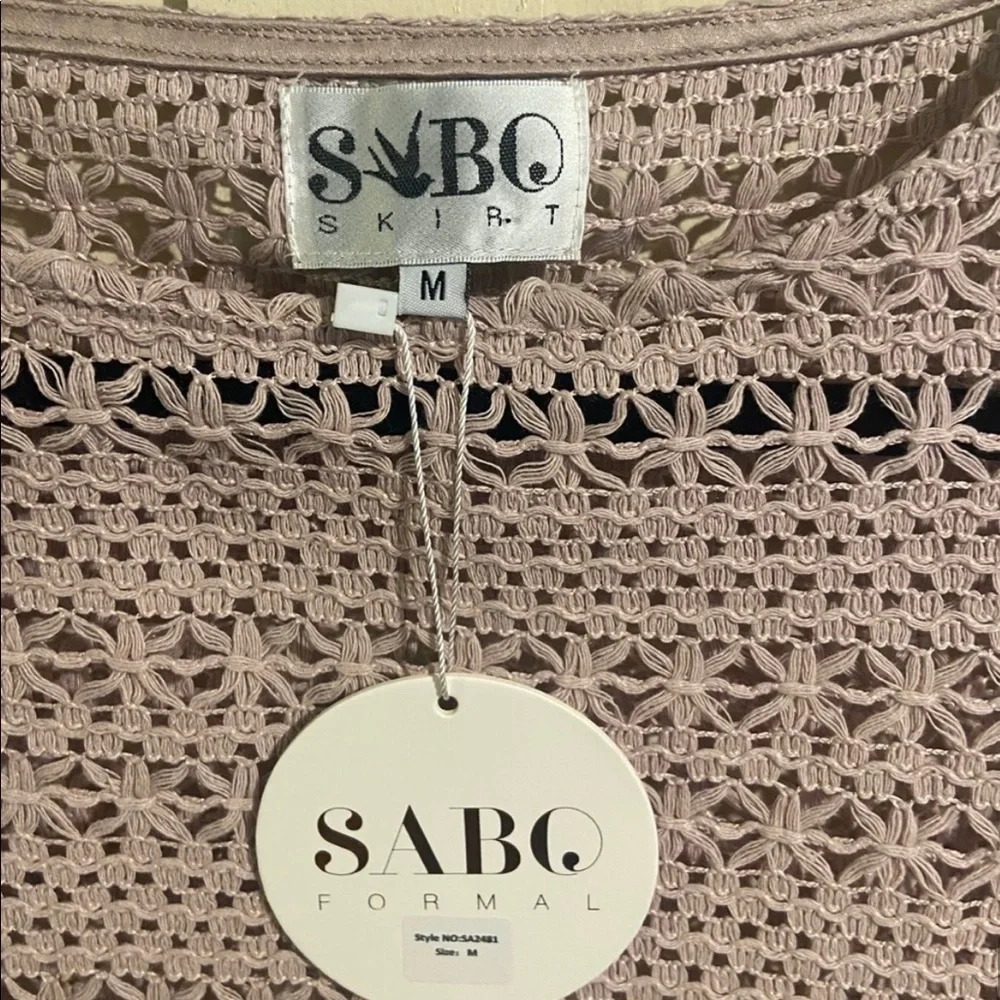 SABO
SKIRT
M
SABO
FORMAL
Style NO:SA2481
Size: M